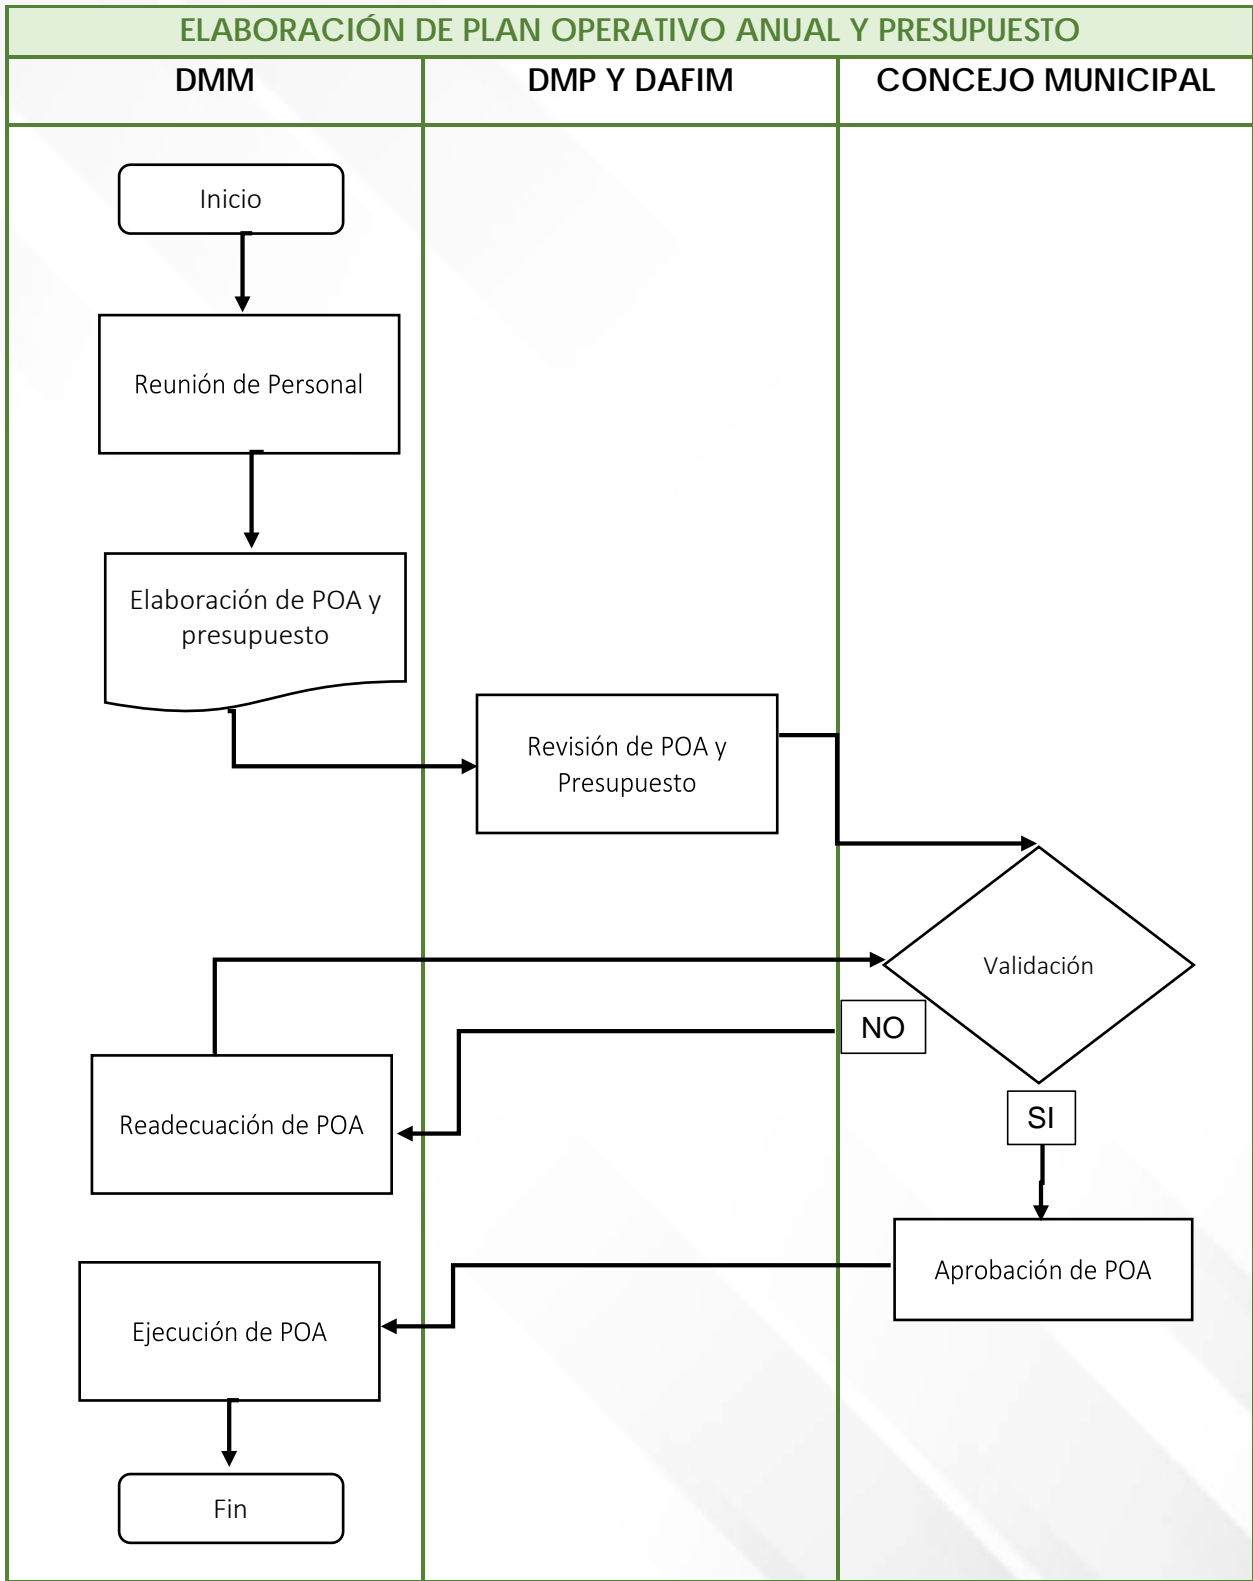 ELABORACIÓN DE PLAN OPERATIVO ANUAL Y PRESUPUESTO
DMM
DMP Y DAFIM
CONCEJO MUNICIPAL
Inicio
Reunión de Personal
Elaboración de POA y
presupuesto
Revisión de POA y
Presupuesto
Validación
NO
Readecuación de POA
SI
Aprobación de POA
Ejecución de POA
Fin